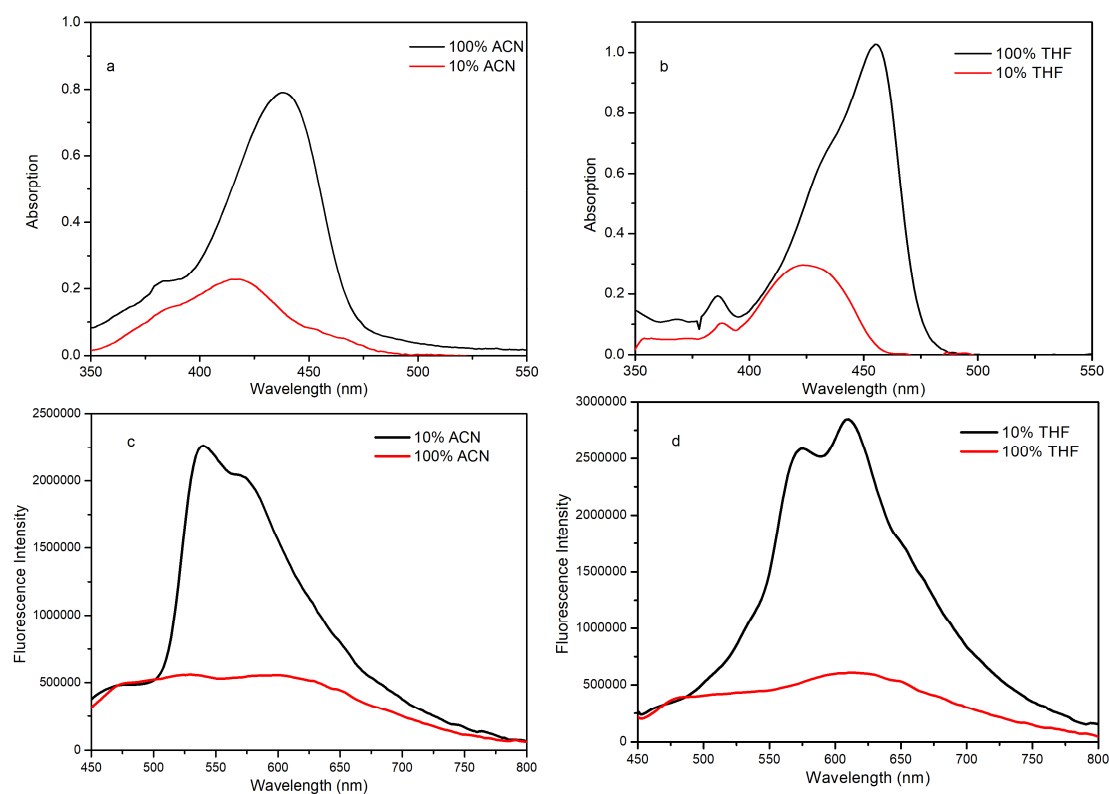 a
100% ACN
10% ACN
1.0
0.8
0.6
0.4
0.2
0.0
Absorption
350
400
450
500
550
Wavelength (nm)
b
100% THF
10% THF
1.0
0.8
0.6
0.4
0.2
0.0
Absorption
350
400
450
500
550
Wavelength (nm)
c
10% ACN
100% ACN
2500000
2000000
1500000
1000000
500000
0
Fluorescence Intensity
450
500
550
600
650
700
750
800
Wavelength (nm)
d
10% THF
100% THF
3000000
2500000
2000000
1500000
1000000
500000
0
Fluorescence Intensity
450
500
550
600
650
700
750
800
Wavelength (nm)